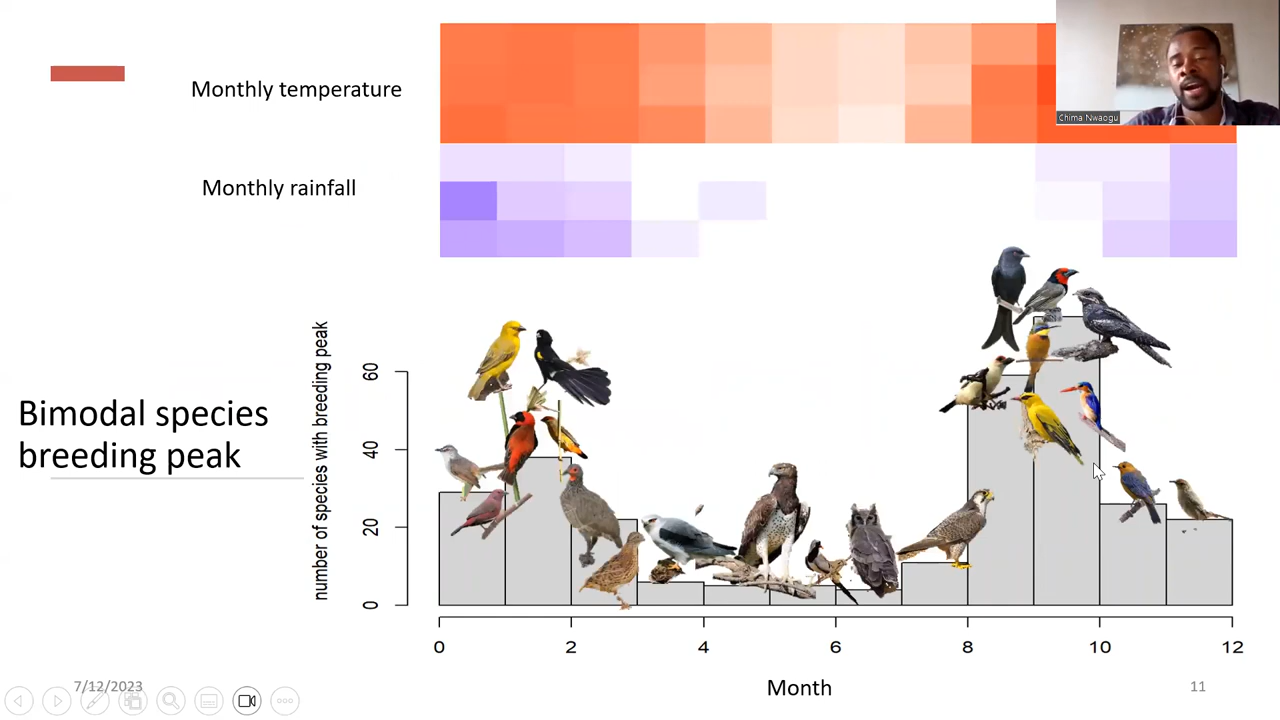 Monthly temperature
Chima Nwaogu
Monthly rainfall
Bimodal species
breeding peak
number of species with breeding peak
60
40
20
0
0 2 4 6 8 10 12
Month
7/12/2023
11